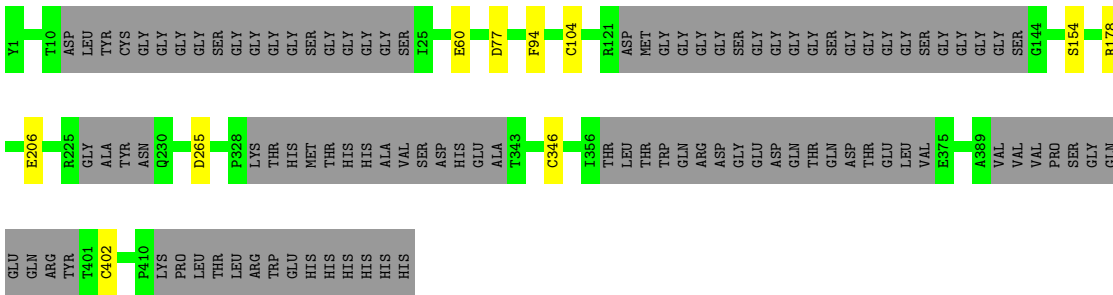 Y1 T10 ASP LEU TYR CYS GLY GLY GLY GLY SER GLY GLY GLY GLY SER GLY GLY GLY GLY SER I25 E60 D77 F94 C104 R121 ASP MET GLY GLY GLY GLY SER GLY GLY GLY GLY SER GLY GLY GLY GLY SER GLY GLY GLY GLY SER G144 S154 R178
E206 R225 GLY ALA TYR ASN Q230 D265 P328 LYS THR HIS MET THR HIS HIS ALA VAL SER ASP HIS GLU ALA T343 C346 I356 THR LEU THR TRP GLN ARG ASP GLY GLU ASP GLN THR GLN ASP THR GLU LEU VAL E375 A389 VAL VAL VAL PRO SER GLY GLN
GLU GLN ARG TYR T401 C402 P410 LYS PRO LEU THR LEU ARG TRP GLU HIS HIS HIS HIS HIS HIS